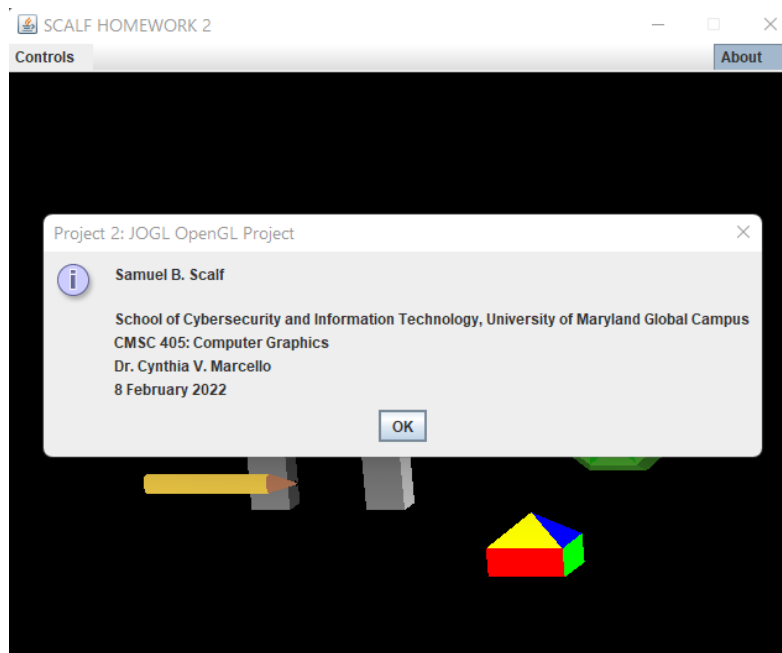 SCALF HOMEWORK 2
Controls About
Project 2: JOGL OpenGL Project
i
Samuel B. Scalf
School of Cybersecurity and Information Technology, University of Maryland Global Campus
CMSC 405: Computer Graphics
Dr. Cynthia V. Marcello
8 February 2022
OK